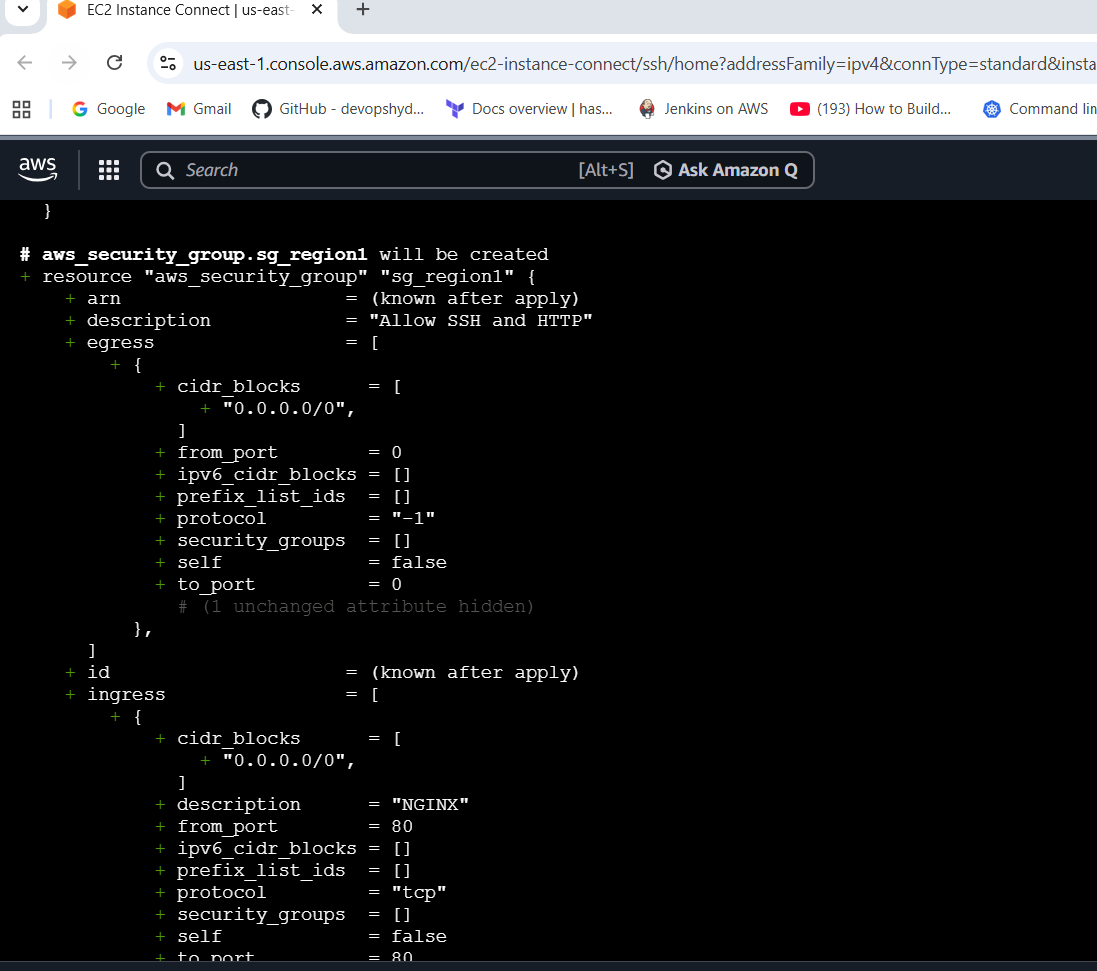 EC2 Instance Connect | us-east-
us-east-1.console.aws.amazon.com/ec2-instance-connect/ssh/home?addressFamily=ipv4&connType=standard&insta
Google Gmail GitHub - devopshyd... Docs overview | has... Jenkins on AWS (193) How to Build... Command lin
aws Search [Alt+S] Ask Amazon Q
}
# aws_security_group.sg_region1 will be created
+ resource "aws_security_group" "sg_region1" {
+ arn = (known after apply)
+ description = "Allow SSH and HTTP"
+ egress = [
+ {
+ cidr_blocks = [
+ "0.0.0.0/0",
]
+ from_port = 0
+ ipv6_cidr_blocks = []
+ prefix_list_ids = []
+ protocol = "-1"
+ security_groups = []
+ self = false
+ to_port = 0
# (1 unchanged attribute hidden)
},
]
+ id = (known after apply)
+ ingress = [
+ {
+ cidr_blocks = [
+ "0.0.0.0/0",
]
+ description = "NGINX"
+ from_port = 80
+ ipv6_cidr_blocks = []
+ prefix_list_ids = []
+ protocol = "tcp"
+ security_groups = []
+ self = false
+ to_port = 80